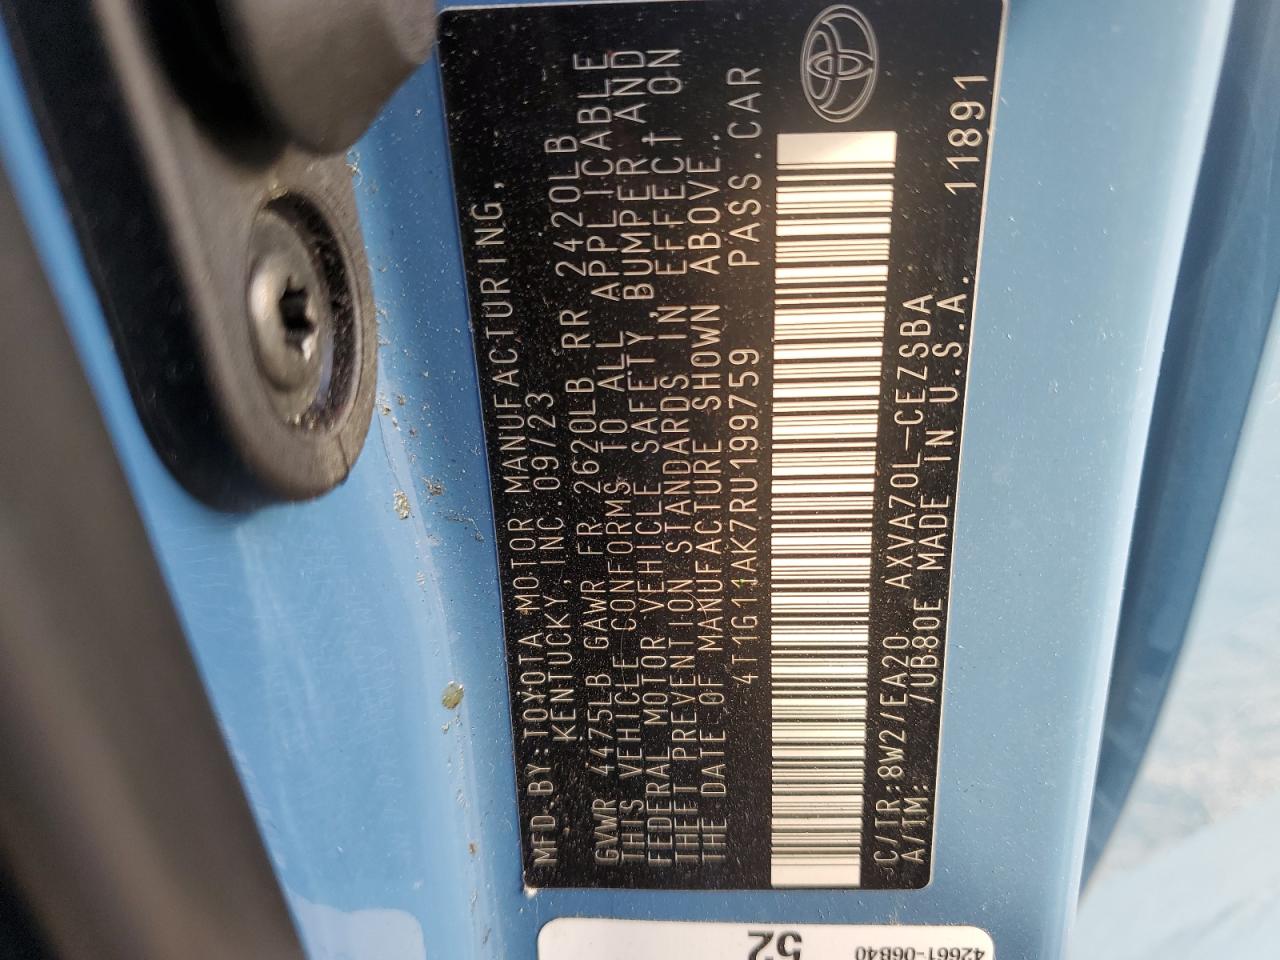 MFD. BY: TOYOTA MOTOR MANUFACTURING,
KENTUCKY, INC 09/23
GVWR 4475LB GAWR FR 2620LB RR 2420LB
THIS VEHICLE CONFORMS TO ALL APPLICABLE
FEDERAL MOTOR VEHICLE SAFETY, BUMPER AND
THEFT PREVENTION STANDARDS IN EFFECT ON
THE DATE OF MANUFACTURE SHOWN ABOVE.
4T1G11AK7RU199759 PASS.CAR
C/TR:8W2/EA20 AXVA70L-CEZSBA
A/TM: /UB80E MADE IN U.S.A. 11891
52
42661-06B40